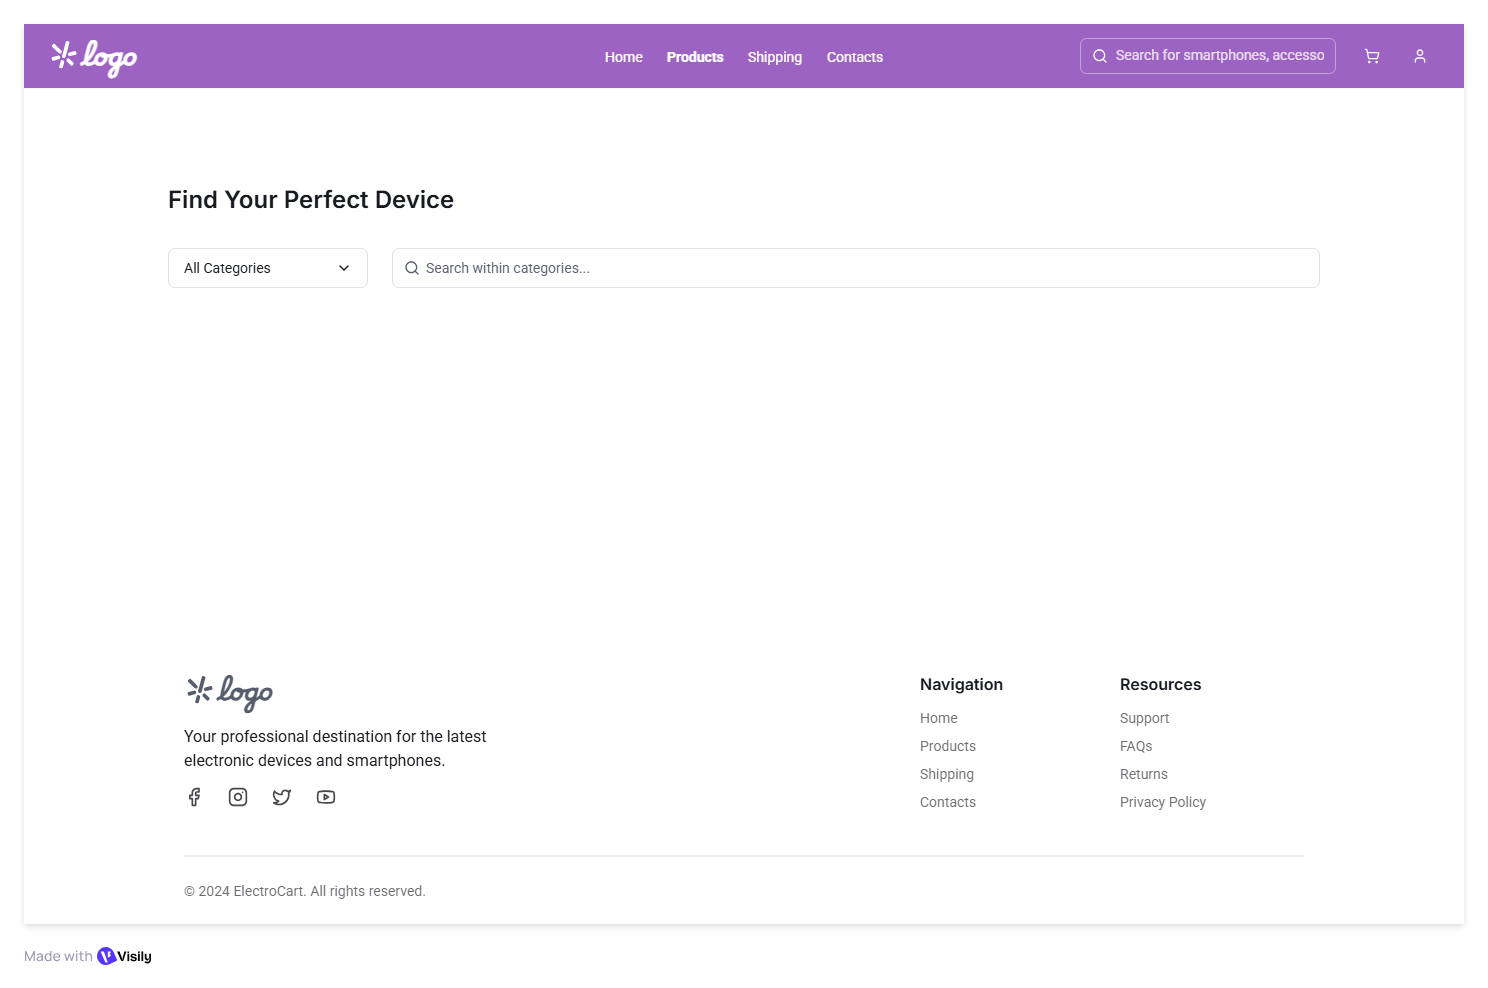 logo
Home Products Shipping Contacts
Search for smartphones, accesso
Find Your Perfect Device
All Categories
Search within categories...
logo
Your professional destination for the latest
electronic devices and smartphones.
Navigation
Home
Products
Shipping
Contacts
Resources
Support
FAQs
Returns
Privacy Policy
© 2024 ElectroCart. All rights reserved.
Made with Visily